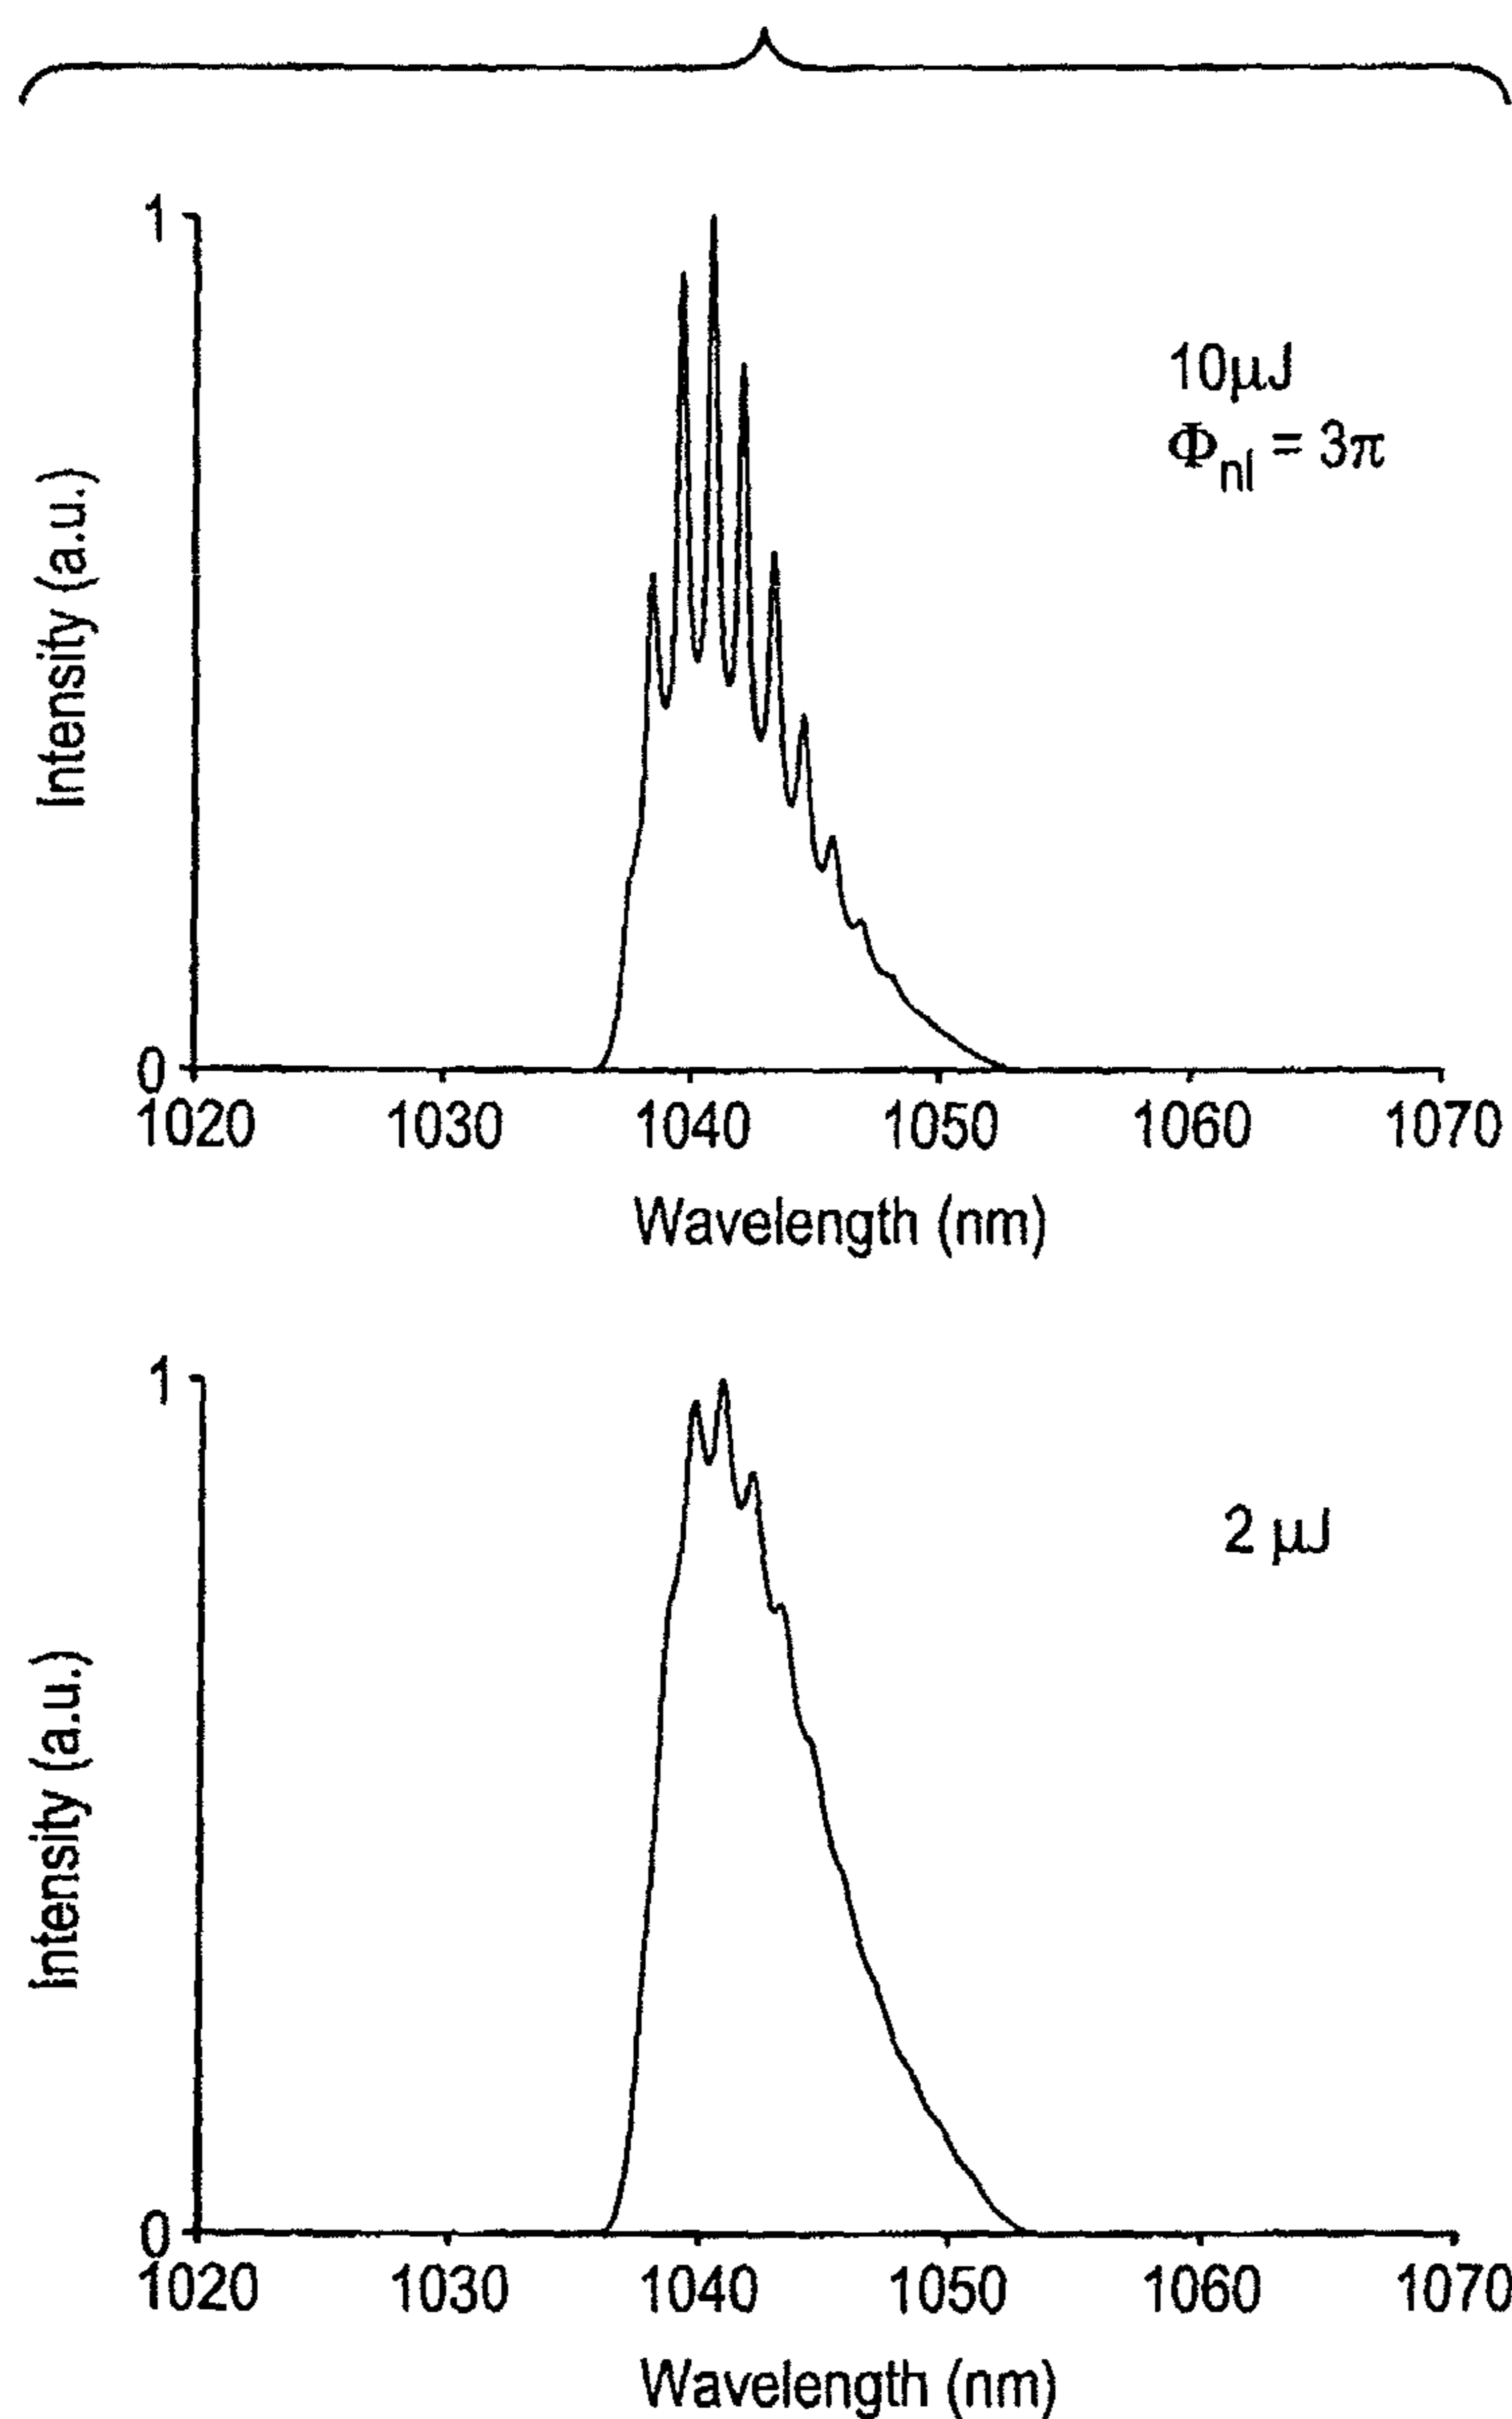 1
10μJ
Φnl = 3π
Intensity (a.u.)
0
1020 1030 1040 1050 1060 1070
Wavelength (nm)
1
2 μJ
Intensity (a.u.)
0
1020 1030 1040 1050 1060 1070
Wavelength (nm)